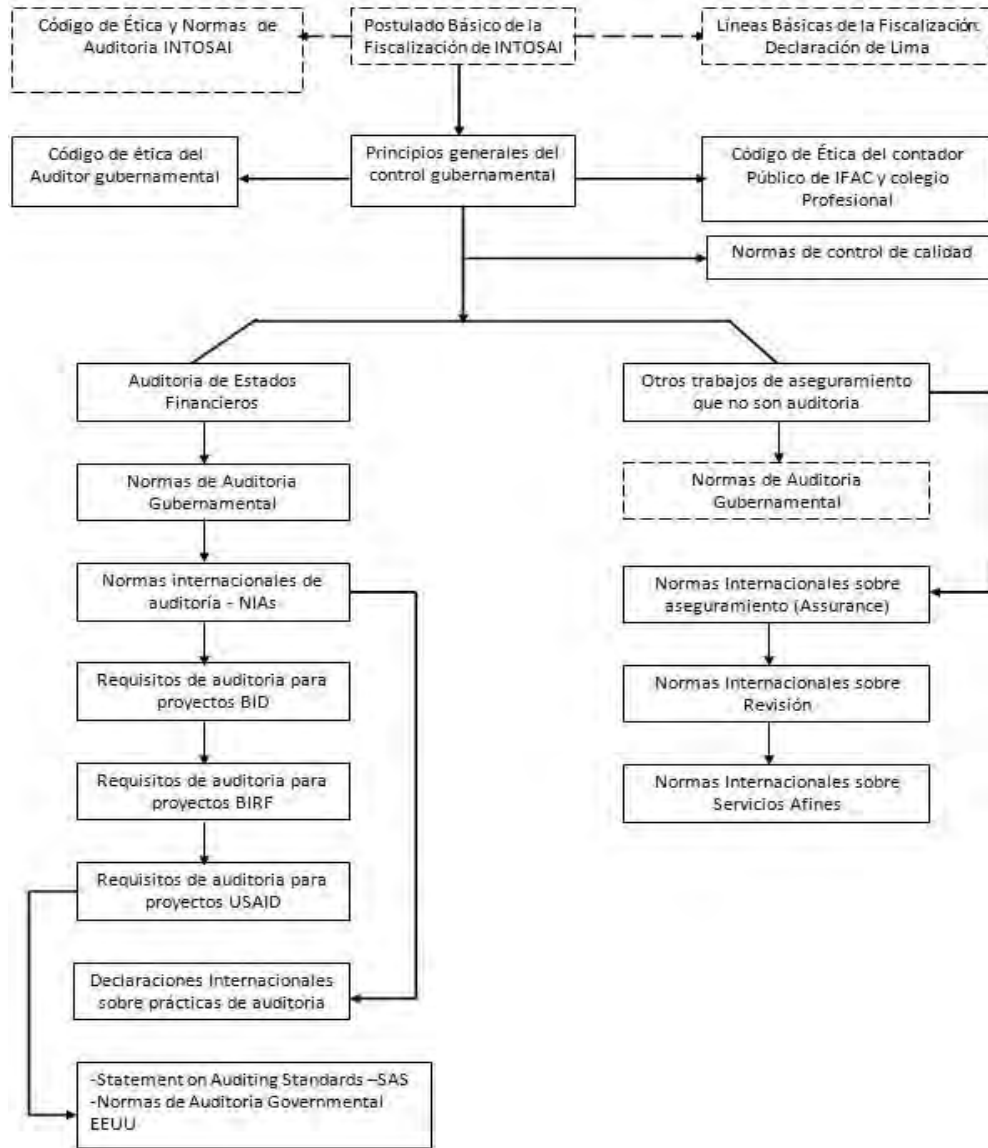 Código de Ética y Normas de
Auditoria INTOSAI
Postulado Básico de la
Fiscalización de INTOSAI
Líneas Básicas de la Fiscalización:
Declaración de Lima
Código de ética del
Auditor gubernamental
Principios generales del
control gubernamental
Código de Ética del contador
Público de IFAC y colegio
Profesional
Normas de control de calidad
Auditoria de Estados
Financieros
Otros trabajos de aseguramiento
que no son auditoria
Normas de Auditoria
Gubernamental
Normas de Auditoria
Gubernamental
Normas internacionales de
auditoría - NIAs
Normas Internacionales sobre
aseguramiento (Assurance)
Requisitos de auditoria para
proyectos BID
Normas Internacionales sobre
Revisión
Requisitos de auditoria para
proyectos BIRF
Normas Internacionales sobre
Servicios Afines
Requisitos de auditoria para
proyectos USAID
Declaraciones Internacionales
sobre prácticas de auditoria
-Statement on Auditing Standards –SAS
-Normas de Auditoría Governmental
EEUU